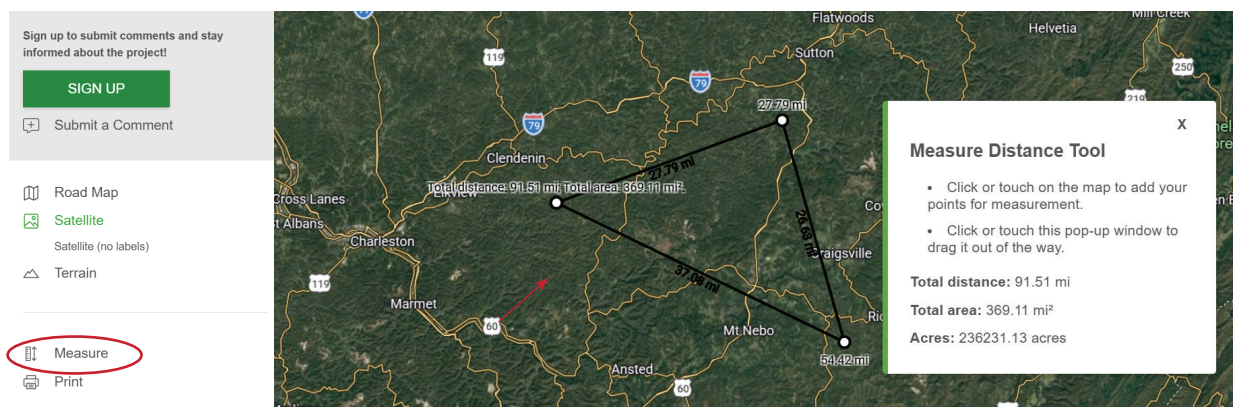 Sign up to submit comments and stay
informed about the project!
SIGN UP
Submit a Comment
Road Map
Satellite
Satellite (no labels)
Terrain
Measure
Print
Flatwoods
Mill Creek
Helvetia
119
Sutton
250
79
219
27.79 mi
79
Clendenin
27.79 mi
Total distance: 91.51 mi; Total area: 369.11 mi².
Elkview
Cross Lanes
St Albans
Charleston
26.63 mi
Craigsville
37.08 mi
119
Marmet
60
Mt Nebo
54.42 mi
Ansted
60
X
Measure Distance Tool
• Click or touch on the map to add your
points for measurement.
• Click or touch this pop-up window to
drag it out of the way.
Total distance: 91.51 mi
Total area: 369.11 mi²
Acres: 236231.13 acres